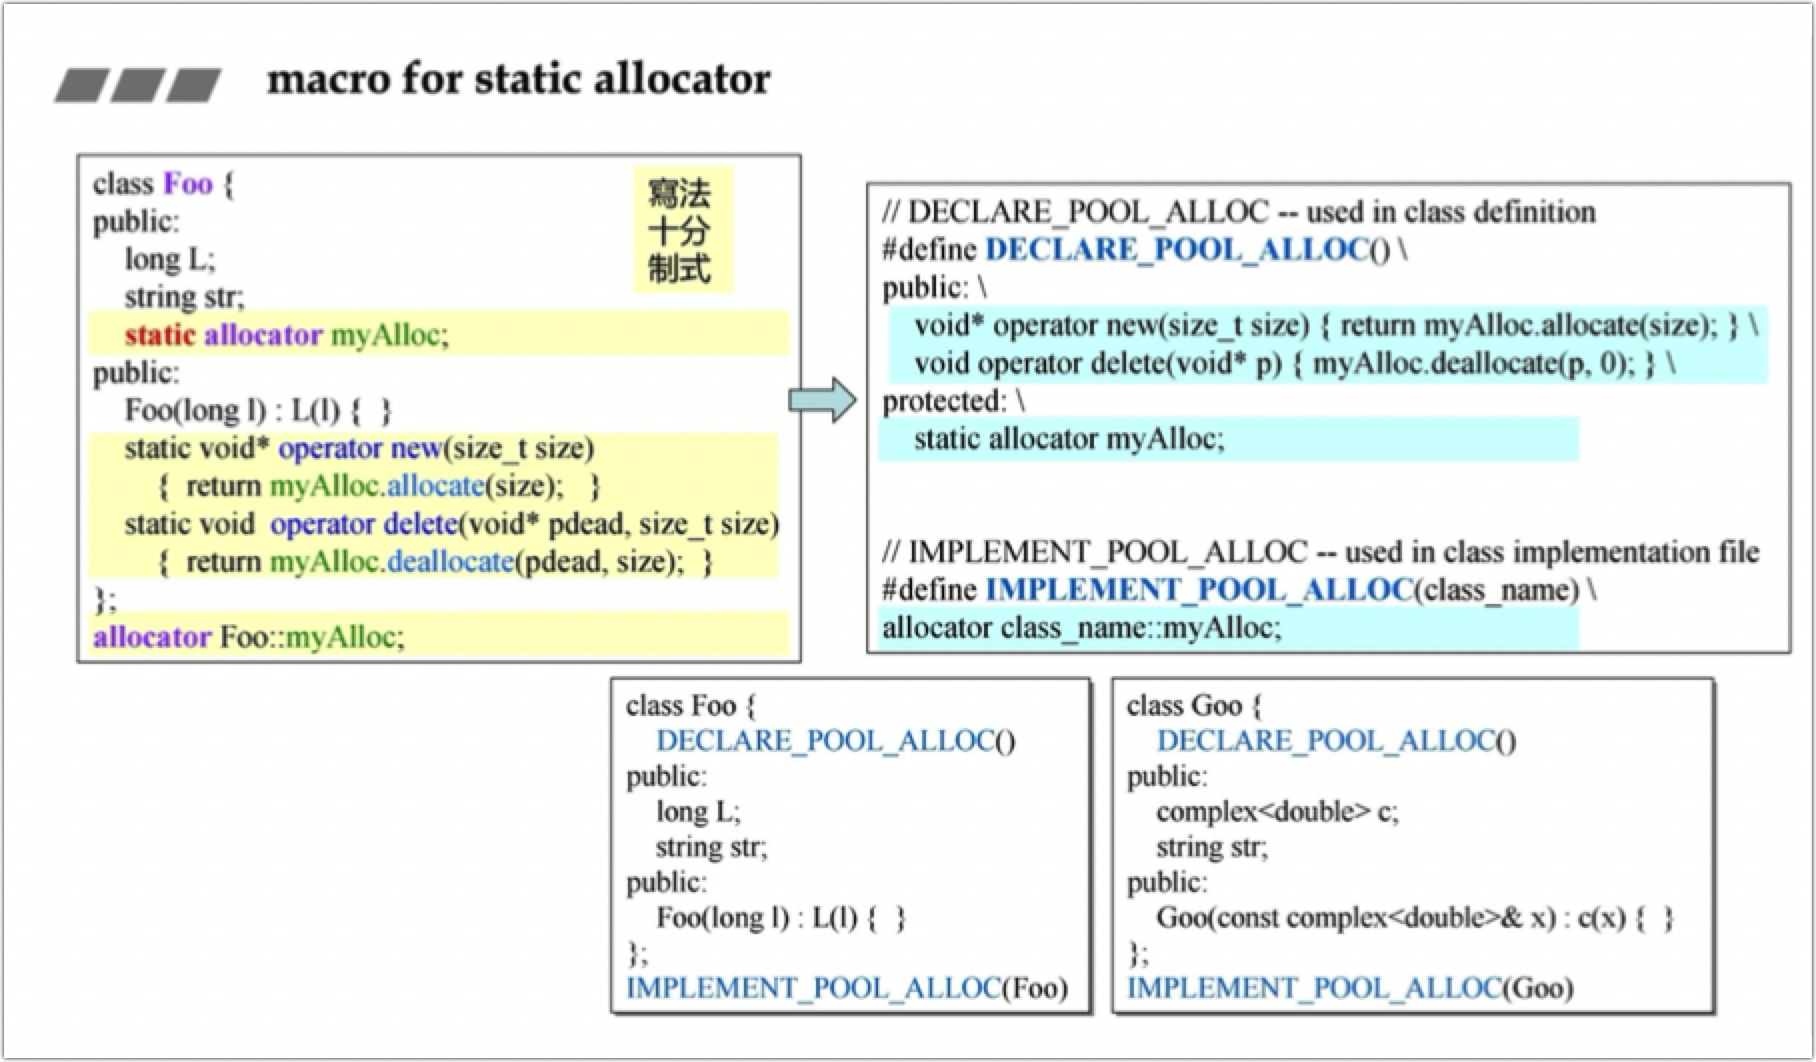 macro for static allocator
class Foo {
public:
long L;
string str;
static allocator myAlloc;
public:
Foo(long l) : L(l) { }
static void* operator new(size_t size)
{ return myAlloc.allocate(size); }
static void operator delete(void* pdead, size_t size)
{ return myAlloc.deallocate(pdead, size); }
};
allocator Foo::myAlloc;
寫法
十分
制式
// DECLARE_POOL_ALLOC -- used in class definition
#define DECLARE_POOL_ALLOC() \
public: \
void* operator new(size_t size) { return myAlloc.allocate(size); } \
void operator delete(void* p) { myAlloc.deallocate(p, 0); } \
protected: \
static allocator myAlloc;
// IMPLEMENT_POOL_ALLOC -- used in class implementation file
#define IMPLEMENT_POOL_ALLOC(class_name) \
allocator class_name::myAlloc;
class Foo {
DECLARE_POOL_ALLOC()
public:
long L;
string str;
public:
Foo(long l) : L(l) { }
};
IMPLEMENT_POOL_ALLOC(Foo)
class Goo {
DECLARE_POOL_ALLOC()
public:
complex<double> c;
string str;
public:
Goo(const complex<double>& x) : c(x) { }
};
IMPLEMENT_POOL_ALLOC(Goo)